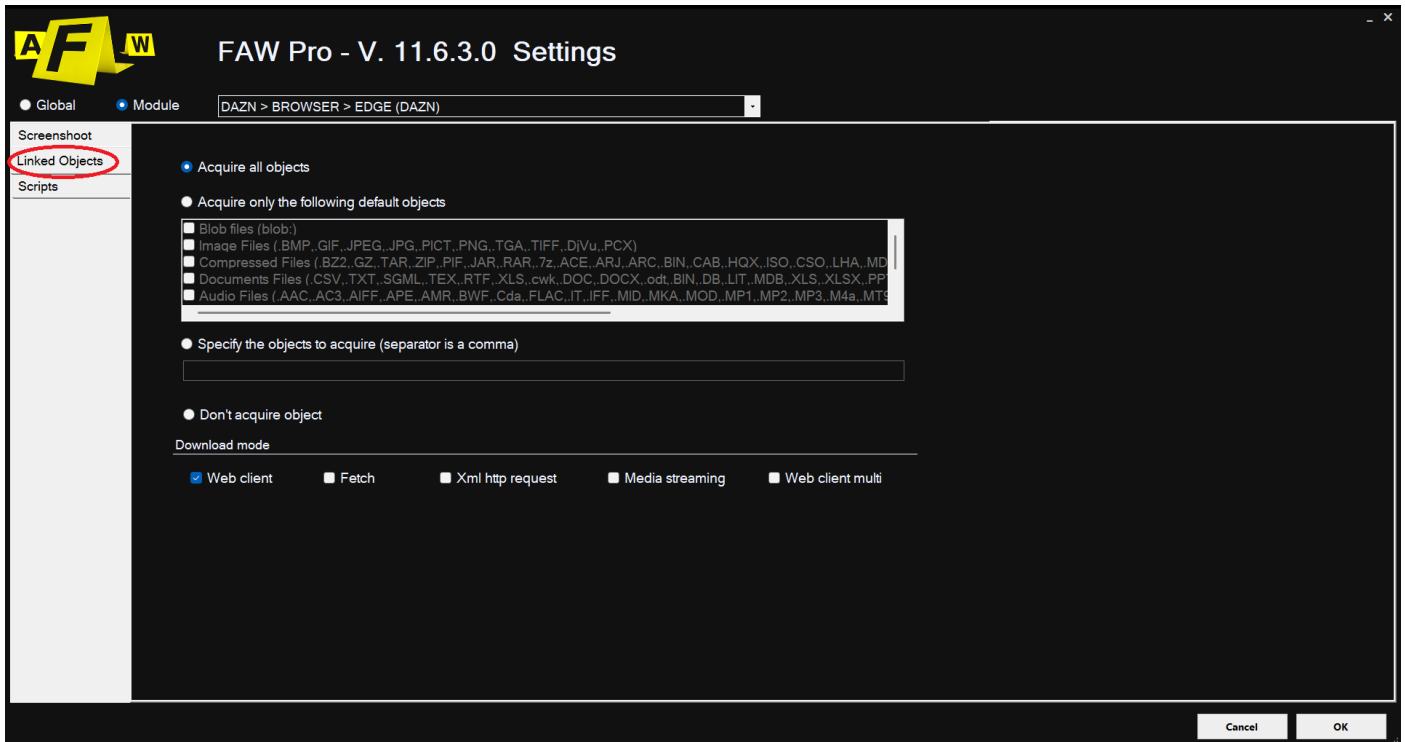 A F W
FAW Pro - V. 11.6.3.0 Settings
Global Module DAZN > BROWSER > EDGE (DAZN)
Screenshoot
Linked Objects
Scripts
Acquire all objects
Acquire only the following default objects
Blob files (blob:)
Image Files (.BMP,.GIF,.JPEG,.JPG,.PICT,.PNG,.TGA,.TIFF,.DjVu,.PCX)
Compressed Files (.BZ2,.GZ,.TAR,.ZIP,.PIF,.JAR,.RAR,.7z,.ACE,.ARJ,.ARC,.BIN,.CAB,.HQX,.ISO,.CSO,.LHA,.MD
Documents Files (.CSV,.TXT,.SGML,.TEX,.RTF,.XLS,.cwk,.DOC,.DOCX,.odt,.BIN,.DB,.LIT,.MDB,.XLS,.XLSX,.PP
Audio Files (.AAC,.AC3,.AIFF,.APE,.AMR,.BWF,.Cda,.FLAC,.IT,.IFF,.MID,.MKA,.MOD,.MP1,.MP2,.MP3,.M4a,.MT9
Specify the objects to acquire (separator is a comma)
Don't acquire object
Download mode
Web client Fetch Xml http request Media streaming Web client multi
Cancel OK